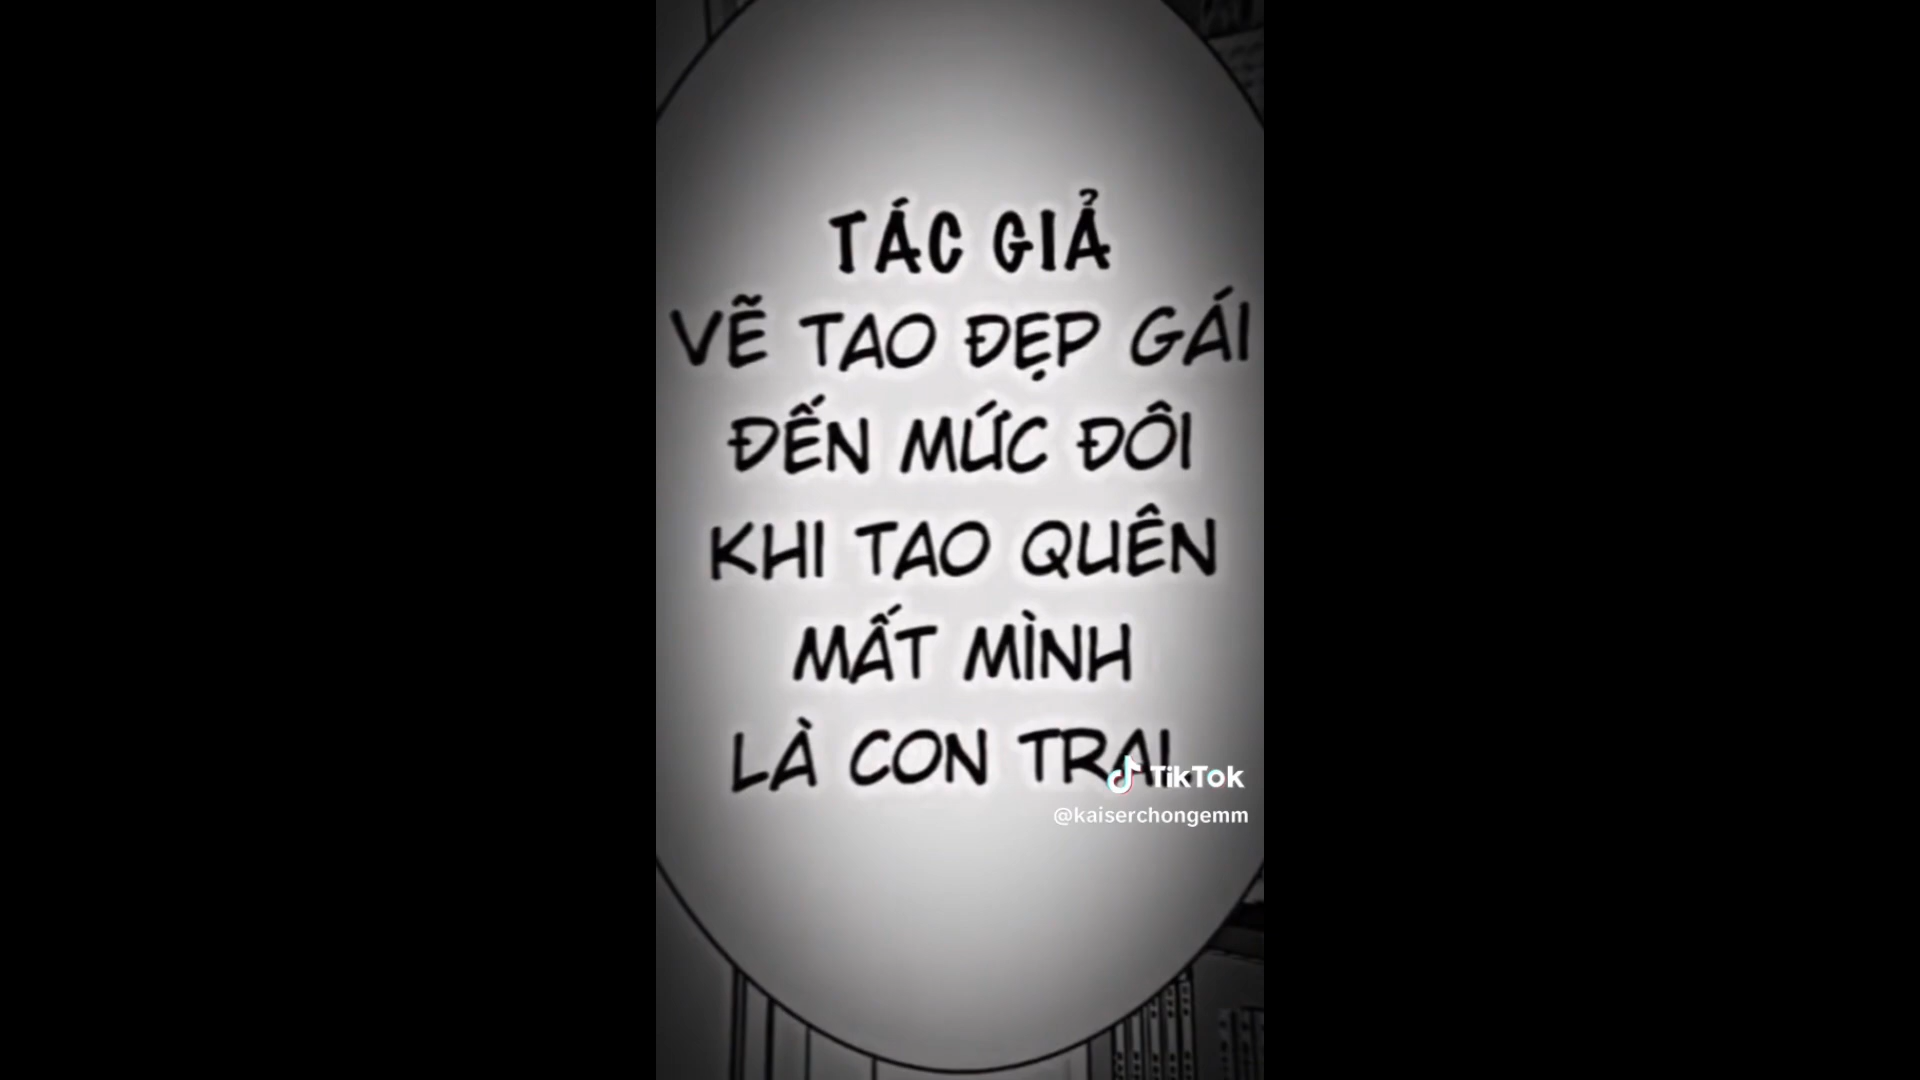 TÁC GIẢ
VẼ TAO ĐẸP GÁI
ĐẾN MỨC ĐÔI
KHI TAO QUÊN
MẤT MÌNH
LÀ CON TRAI
TikTok
@kaiserchongemm